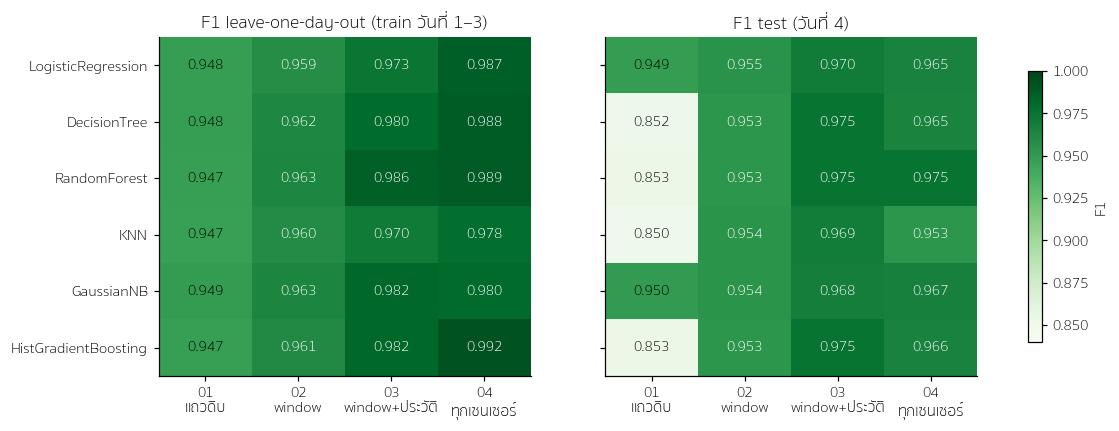 F1 leave-one-day-out (train วันที่ 1–3)
F1 test (วันที่ 4)
LogisticRegression 0.948 0.959 0.973 0.987 0.949 0.955 0.970 0.965
DecisionTree 0.948 0.962 0.980 0.988 0.852 0.953 0.975 0.965
RandomForest 0.947 0.963 0.986 0.989 0.853 0.953 0.975 0.975
KNN 0.947 0.960 0.970 0.978 0.850 0.954 0.969 0.953
GaussianNB 0.949 0.963 0.982 0.980 0.950 0.954 0.968 0.967
HistGradientBoosting 0.947 0.961 0.982 0.992 0.853 0.953 0.975 0.966
01 02 03 04 01 02 03 04
แถวดิบ window window+ประวัติ ทุกเซนเซอร์ แถวดิบ window window+ประวัติ ทุกเซนเซอร์
1.000
0.975
0.950
0.925
0.900
0.875
0.850
F1